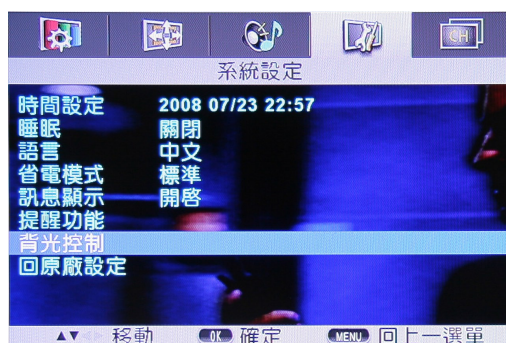 CH
系統設定
時間設定 2008 07/23 22:57
睡眠 關閉
語言 中文
省電模式 標準
訊息顯示 開啓
提醒功能
背光控制
回原廠設定
▲▼◀▶ 移動 OK 確定 MENU 回上一選單